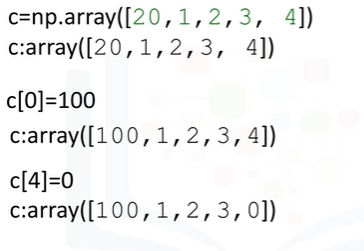 c=np.array([20,1,2,3, 4])
c:array([20,1,2,3, 4])
c[0]=100
c:array([100,1,2,3,4])
c[4]=0
c:array([100,1,2,3,0])